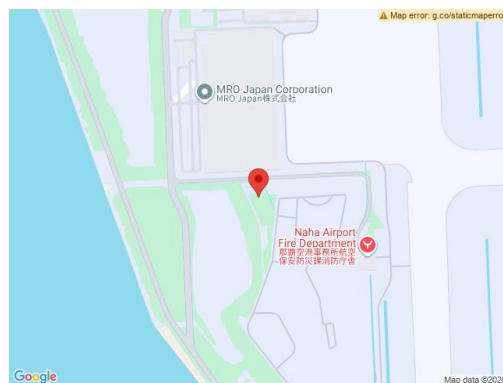 Map error: g.co/staticmaperro
MRO Japan Corporation
MRO Japan株式会社
Naha Airport
Fire Department
那覇空港事務所航空
保安防災課消防庁舎
Google
Map data ©2026